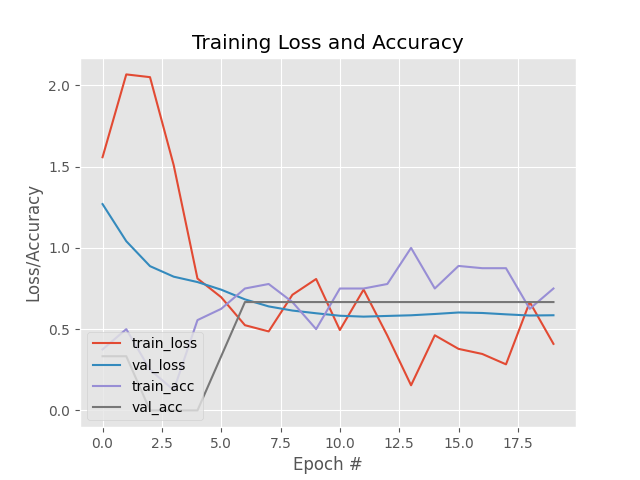 Training Loss and Accuracy
Loss/Accuracy
2.0
1.5
1.0
0.5
0.0
train_loss
val_loss
train_acc
val_acc
0.0 2.5 5.0 7.5 10.0 12.5 15.0 17.5
Epoch #